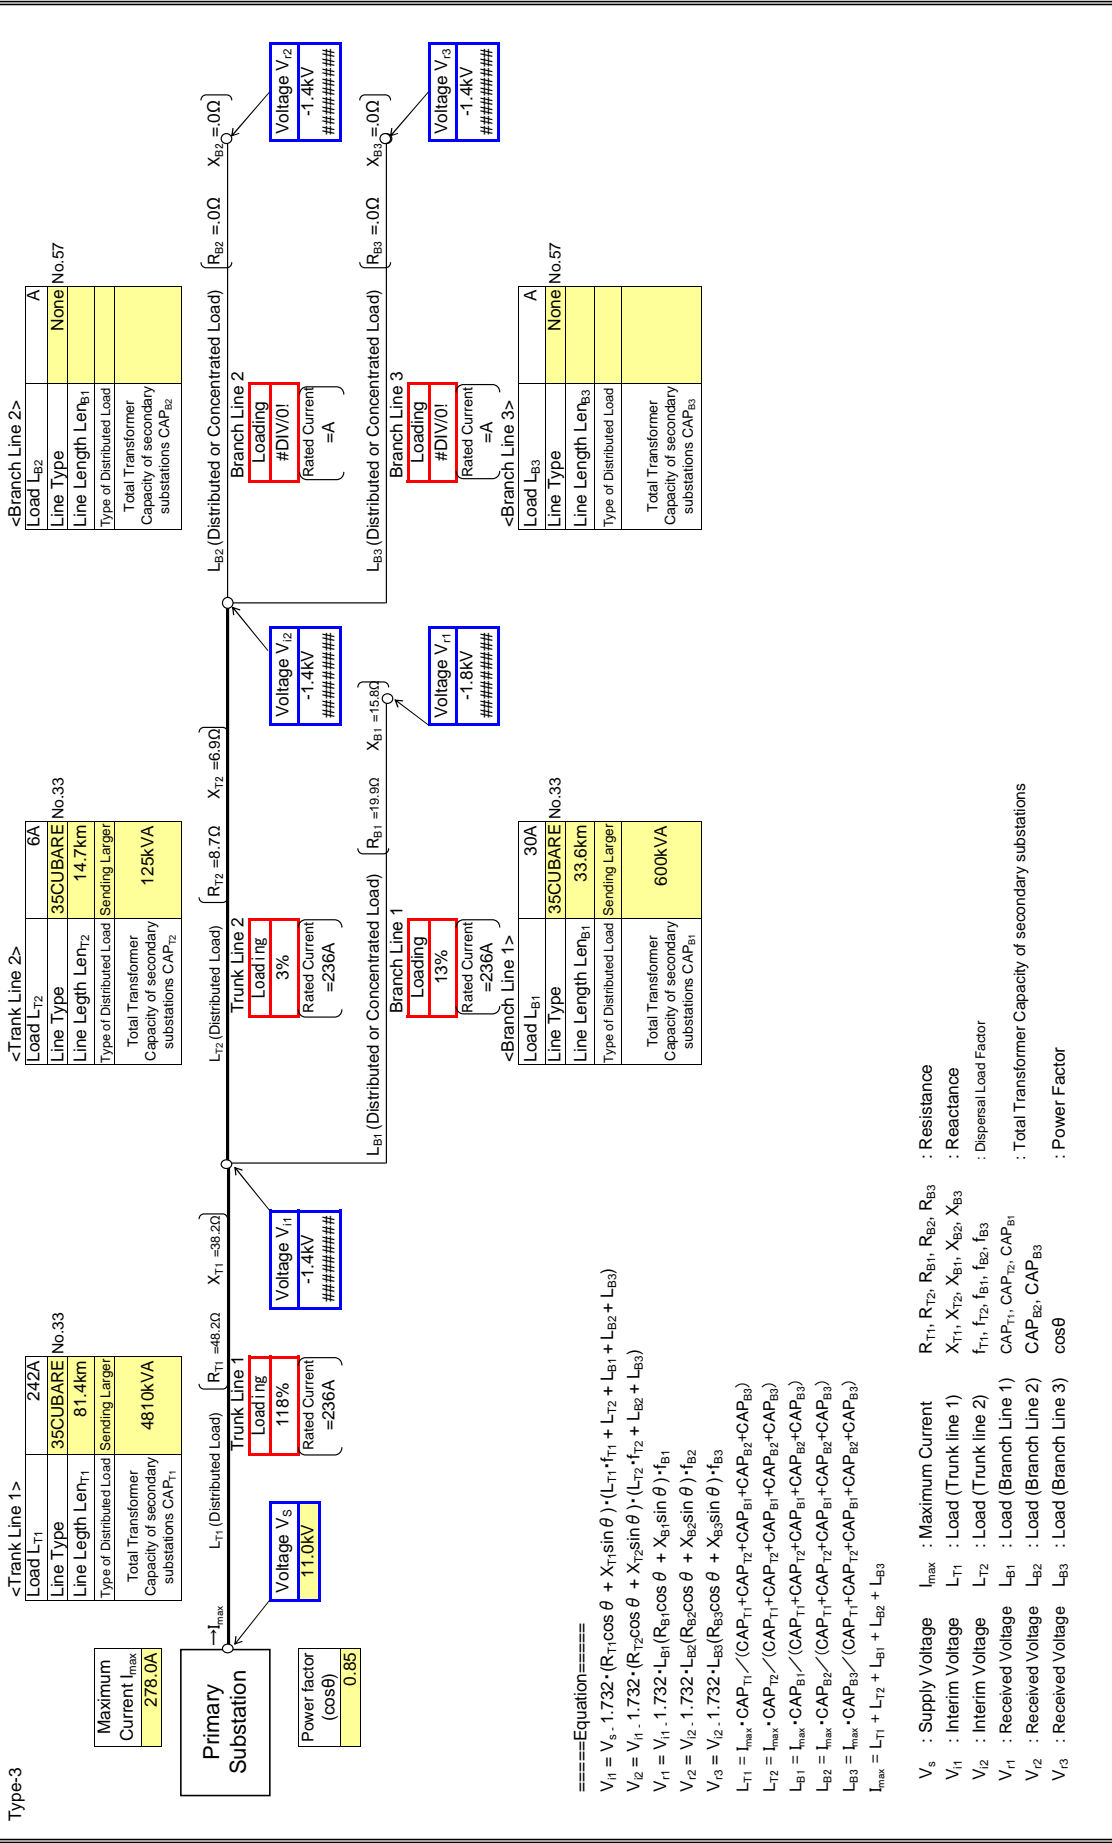 Type-3
<Trank Line 1>
Load LT1 242A
Line Type 35CUBARE No.33
Line Legth LenT1 81.4km
Type of Distributed Load Sending Larger
Total Transformer
Capacity of secondary
substations CAPT1
4810kVA
<Trank Line 2>
Load LT2 6A
Line Type 35CUBARE No.33
Line Length LenT2 14.7km
Type of Distributed Load Sending Larger
Total Transformer
Capacity of secondary
substations CAPT2
125kVA
<Branch Line 2>
Load LB2 A
Line Type None No.57
Line Length LenB1
Type of Distributed Load
Total Transformer
Capacity of secondary
substations CAPB2
Maximum
Current Imax
278.0A
Primary
Substation
→Imax
Power factor
(cosθ)
0.85
Voltage VS
11.0kV
LT1 (Distributed Load)
RT1 =48.2Ω XT1 =38.2Ω
Trunk Line 1
Loading
118%
Rated Current
=236A
Voltage Vi1
-1.4kV
##########
LT2 (Distributed Load)
RT2 =8.7Ω XT2 =6.9Ω
Trunk Line 2
Loading
3%
Rated Current
=236A
Voltage Vi2
-1.4kV
##########
LB2 (Distributed or Concentrated Load)
RB2 =.0Ω XB2 =.0Ω
Branch Line 2
Loading
#DIV/0!
Rated Current
=A
Voltage Vr2
-1.4kV
##########
LB1 (Distributed or Concentrated Load)
RB1 =19.9Ω XB1 =15.8Ω
Branch Line 1
Loading
13%
Rated Current
=236A
Voltage Vr1
-1.8kV
##########
LB3 (Distributed or Concentrated Load)
RB3 =.0Ω XB3 =.0Ω
Branch Line 3
Loading
#DIV/0!
Rated Current
=A
Voltage Vr3
-1.4kV
##########
<Branch Line 1>
Load LB1 30A
Line Type 35CUBARE No.33
Line Length LenB1 33.6km
Type of Distributed Load Sending Larger
Total Transformer
Capacity of secondary
substations CAPB1
600kVA
<Branch Line 3>
Load LB3 A
Line Type None No.57
Line Length LenB3
Type of Distributed Load
Total Transformer
Capacity of secondary
substations CAPB3
=====Equation=====
Vi1 = Vs - 1.732・(RT1cos θ + XT1sin θ)・(LT1・fT1 + LT2 + LB1 + LB2 + LB3)
Vi2 = Vi1 - 1.732・(RT2cos θ + XT2sin θ)・(LT2・fT2 + LB2 + LB3)
Vr1 = Vi1 - 1.732・LB1(RB1cos θ + XB1sin θ)・fB1
Vr2 = Vi2 - 1.732・LB2(RB2cos θ + XB2sin θ)・fB2
Vr3 = Vi2 - 1.732・LB3(RB3cos θ + XB3sin θ)・fB3
LT1 = Imax・CAPT1／(CAPT1+CAPT2+CAPB1+CAPB2+CAPB3)
LT2 = Imax・CAPT2／(CAPT1+CAPT2+CAPB1+CAPB2+CAPB3)
LB1 = Imax・CAPB1／(CAPT1+CAPT2+CAPB1+CAPB2+CAPB3)
LB2 = Imax・CAPB2／(CAPT1+CAPT2+CAPB1+CAPB2+CAPB3)
LB3 = Imax・CAPB3／(CAPT1+CAPT2+CAPB1+CAPB2+CAPB3)
Imax = LT1 + LT2 + LB1 + LB2 + LB3
Vs : Supply Voltage Imax : Maximum Current RT1, RT2, RB1, RB2, RB3 : Resistance
Vi1 : Interim Voltage LT1 : Load (Trunk line 1) XT1, XT2, XB1, XB2, XB3 : Reactance
Vi2 : Interim Voltage LT2 : Load (Trunk line 2) fT1, fT2, fB1, fB2, fB3 : Dispersal Load Factor
Vr1 : Received Voltage LB1 : Load (Branch Line 1) CAPT1, CAPT2, CAPB1 : Total Transformer Capacity of secondary substations
Vr2 : Received Voltage LB2 : Load (Branch Line 2) CAPB2, CAPB3
Vr3 : Received Voltage LB3 : Load (Branch Line 3) cosθ : Power Factor